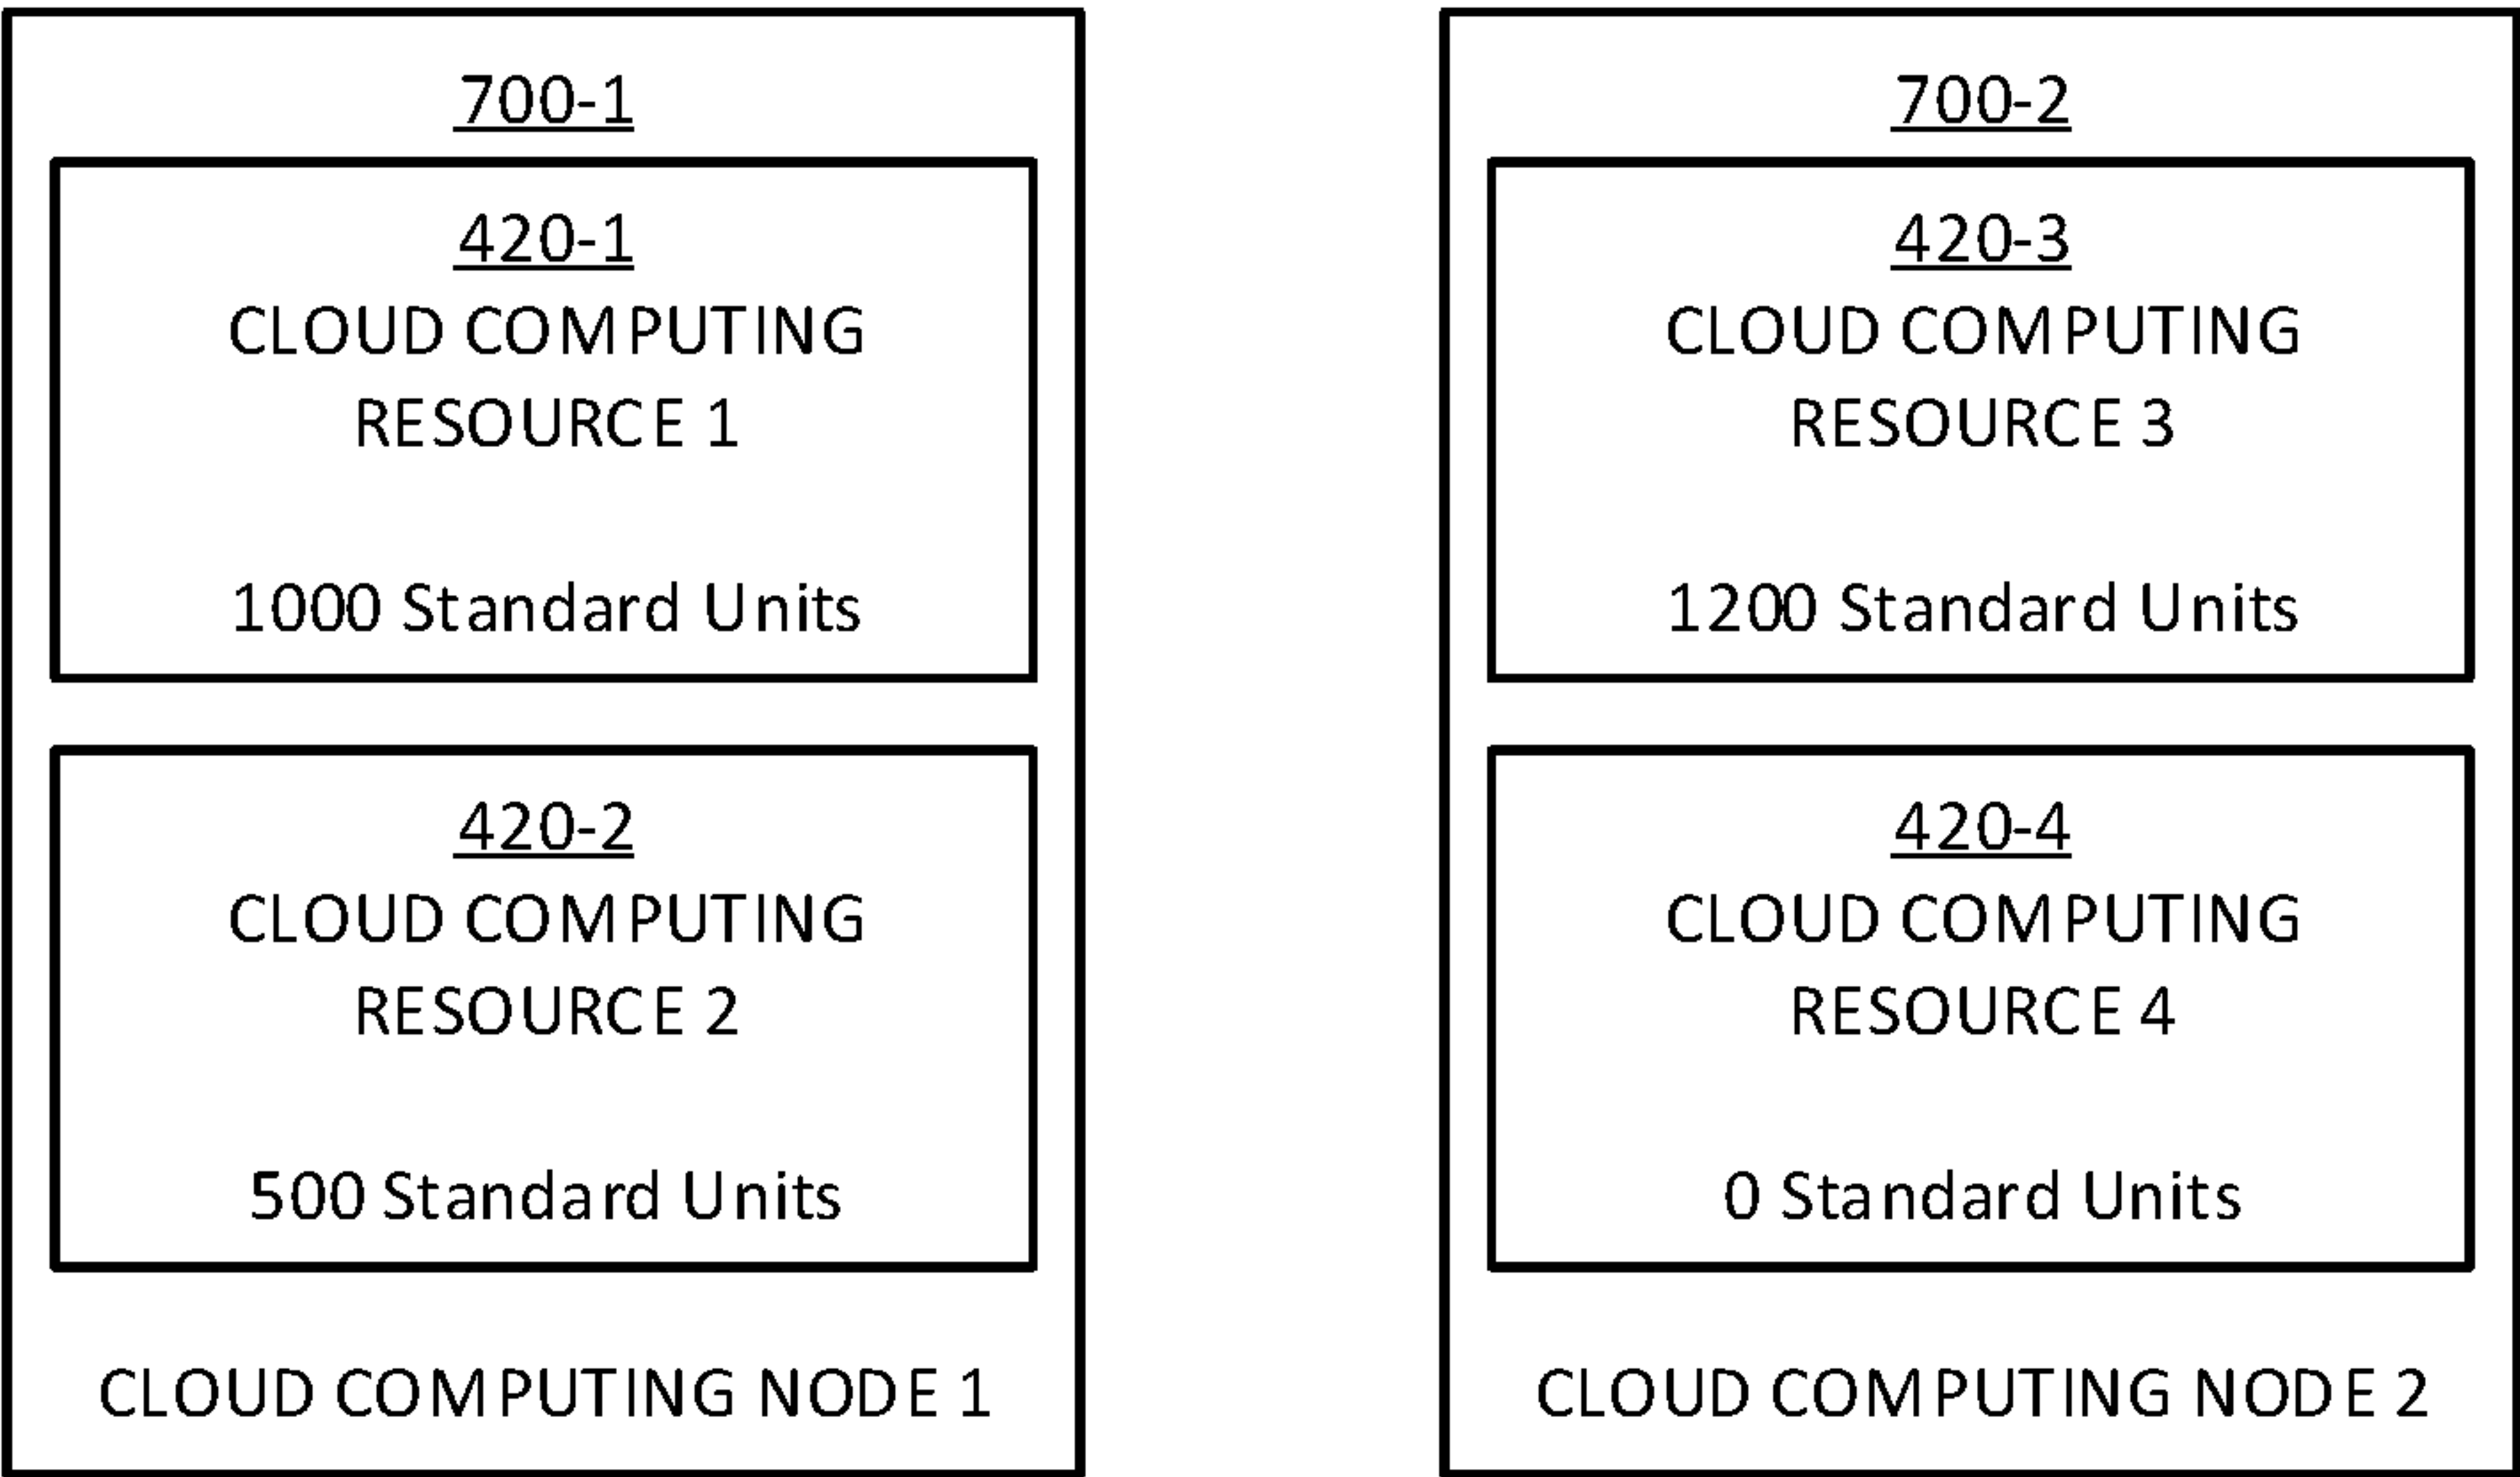 700-1
420-1
CLOUD COMPUTING
RESOURCE 1
1000 Standard Units
420-2
CLOUD COMPUTING
RESOURCE 2
500 Standard Units
CLOUD COMPUTING NODE 1
700-2
420-3
CLOUD COMPUTING
RESOURCE 3
1200 Standard Units
420-4
CLOUD COMPUTING
RESOURCE 4
0 Standard Units
CLOUD COMPUTING NODE 2